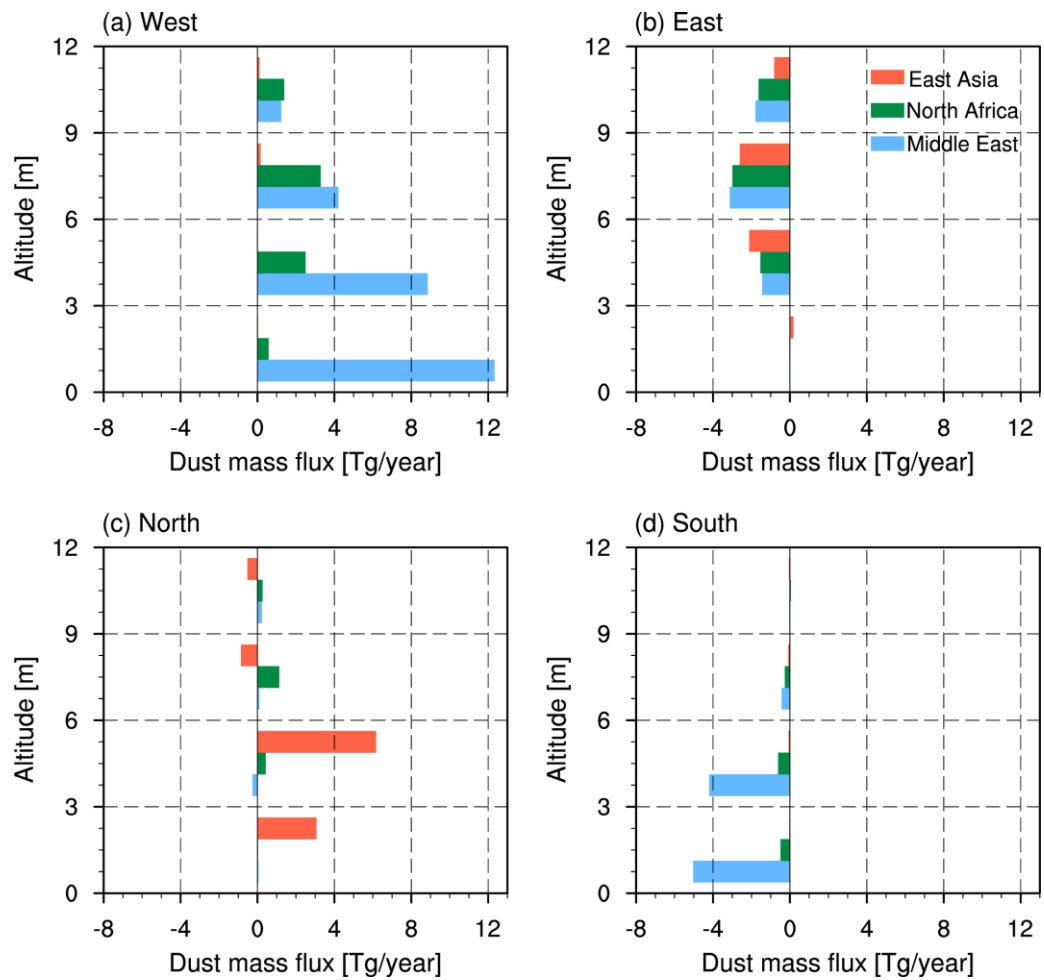 (a) West
12
9
6
3
0
Altitude [m]
-8 -4 0 4 8 12
Dust mass flux [Tg/year]
(b) East
12
9
6
3
0
Altitude [m]
East Asia
North Africa
Middle East
-8 -4 0 4 8 12
Dust mass flux [Tg/year]
(c) North
12
9
6
3
0
Altitude [m]
-8 -4 0 4 8 12
Dust mass flux [Tg/year]
(d) South
12
9
6
3
0
Altitude [m]
-8 -4 0 4 8 12
Dust mass flux [Tg/year]